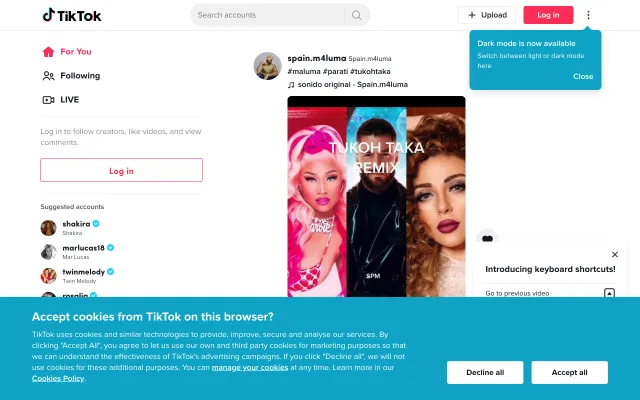 TikTok
Search accounts
Upload
Log in
Dark mode is now available
Switch between light or dark mode
here
Close
For You
Following
LIVE
Log in to follow creators, like videos, and view
comments.
Log in
Suggested accounts
shakira
Shakira
marlucas18
Mar Lucas
twinmelody
Twin Melody
rosalia
spain.m4luma Spain.m4luma
#maluma #parati #tukohtaka
sonido original - Spain.m4luma
TUKOH TAKA
REMIX
SPM
Introducing keyboard shortcuts!
Go to previous video
Accept cookies from TikTok on this browser?
TikTok uses cookies and similar technologies to provide, improve, secure and analyse our services. By
clicking "Accept All", you agree to let us use our own and third party cookies for marketing purposes so that
we can understand the effectiveness of TikTok's advertising campaigns. If you click "Decline all", we will not
use cookies for these additional purposes. You can manage your cookies at any time. Learn more in our
Cookies Policy.
Decline all
Accept all